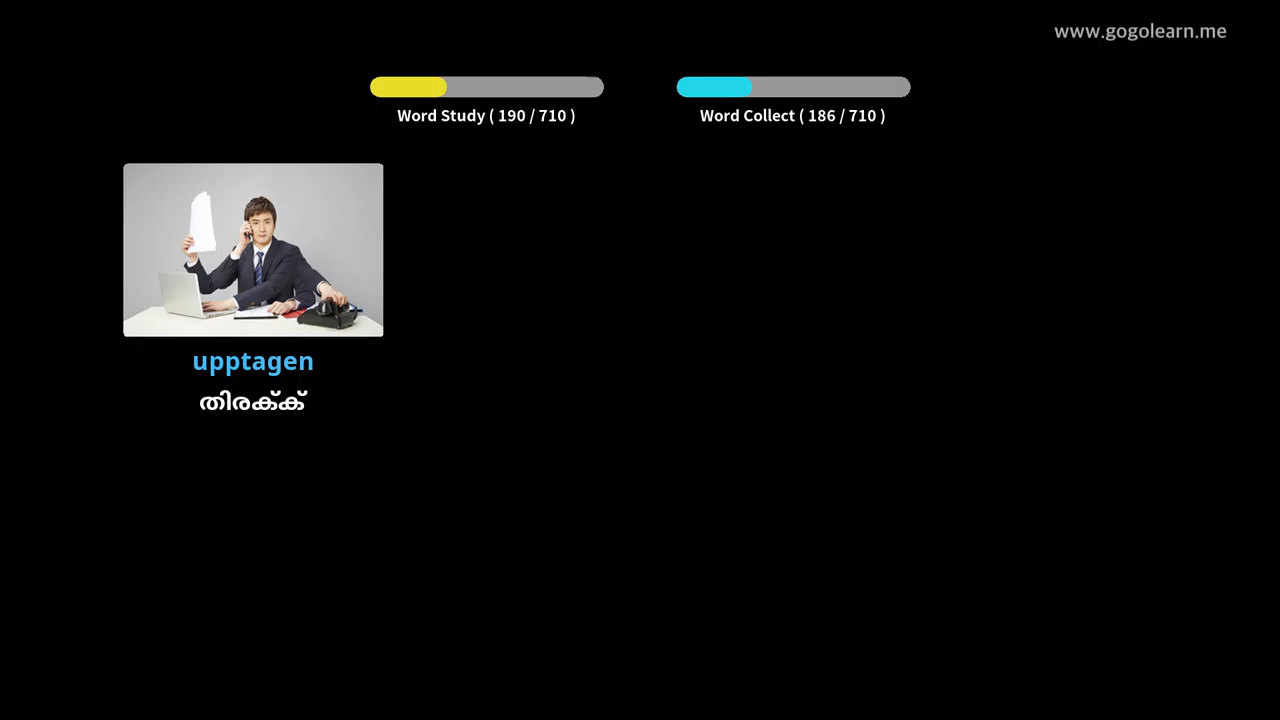 www.gogolearn.me
Word Study ( 190 / 710 )
Word Collect ( 186 / 710 )
upptagen
തിരക്ക്